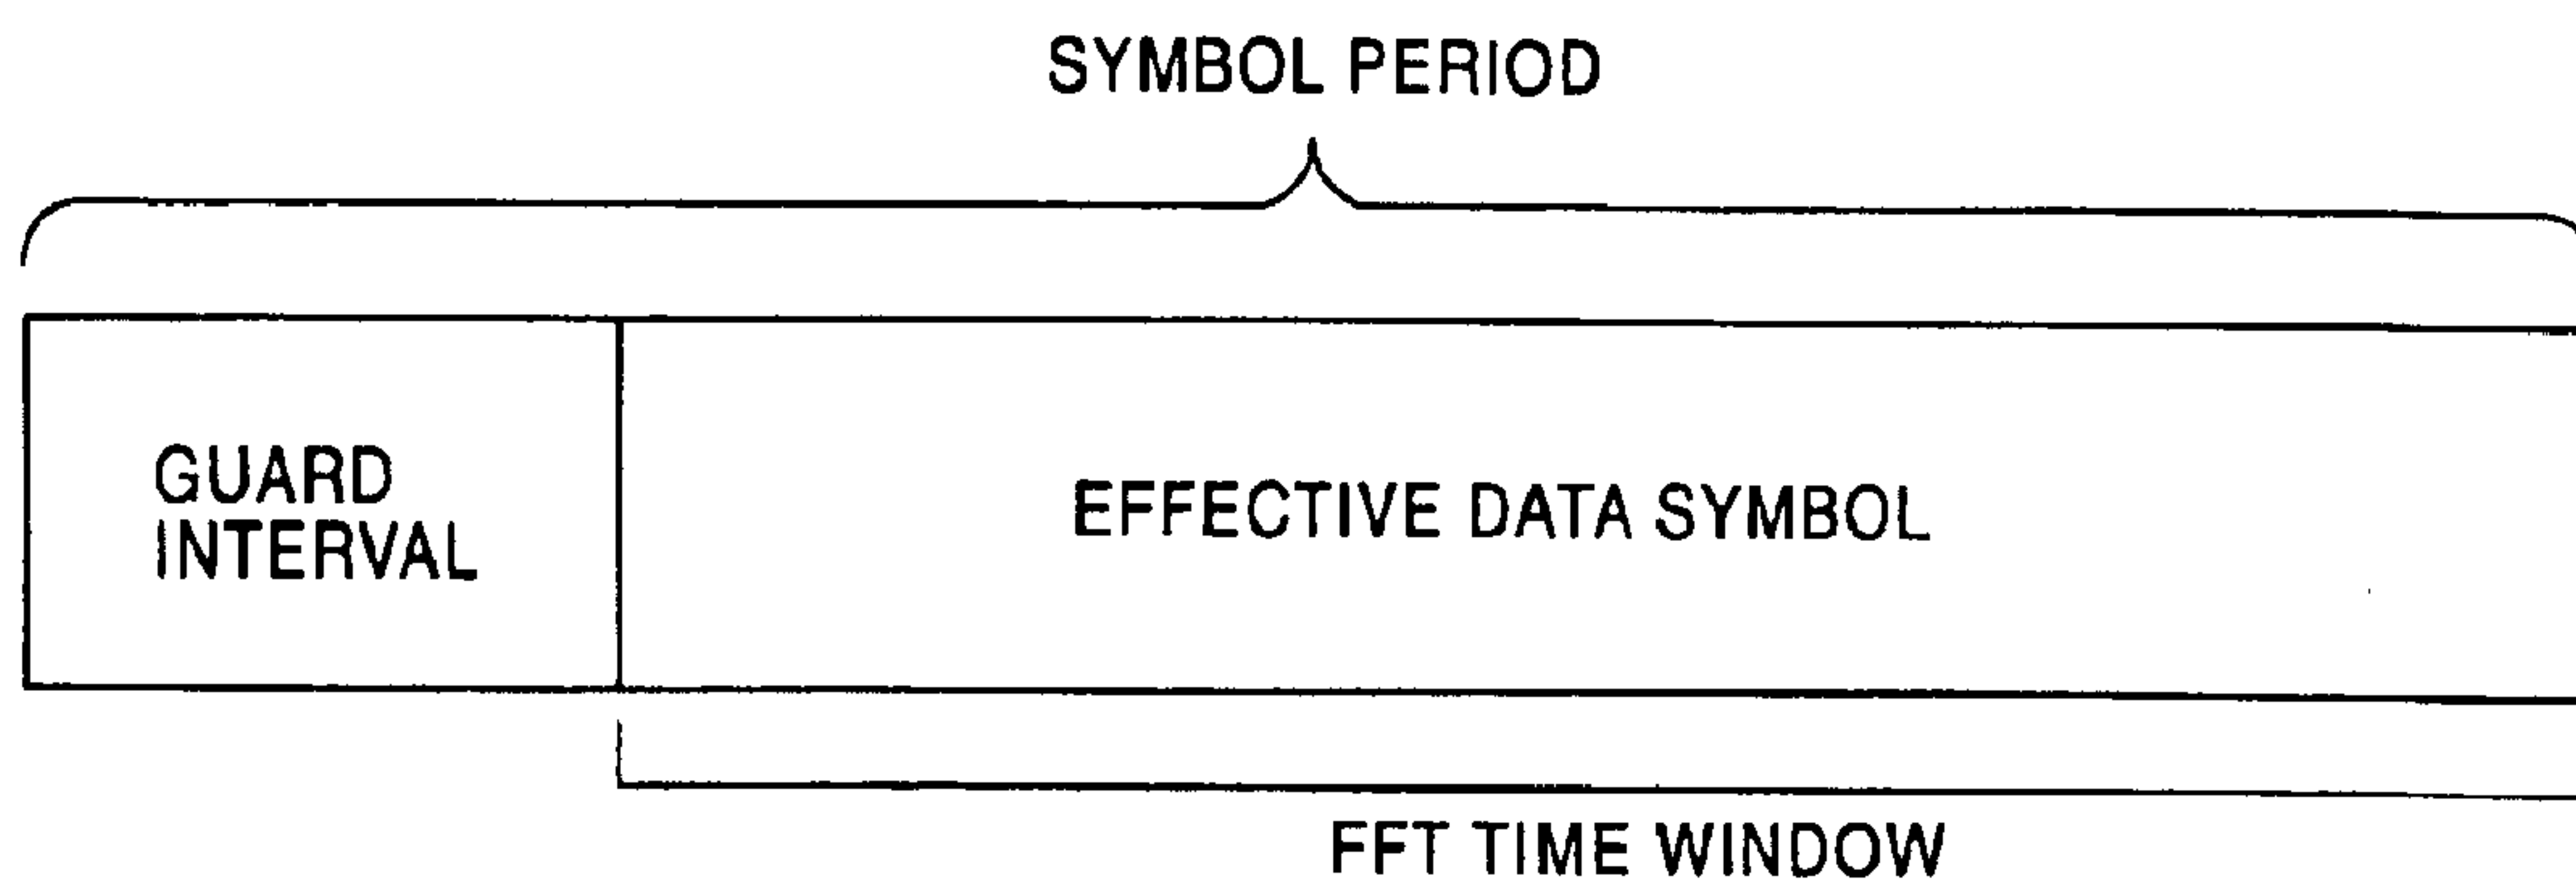 SYMBOL PERIOD
GUARD
INTERVAL
EFFECTIVE DATA SYMBOL
FFT TIME WINDOW